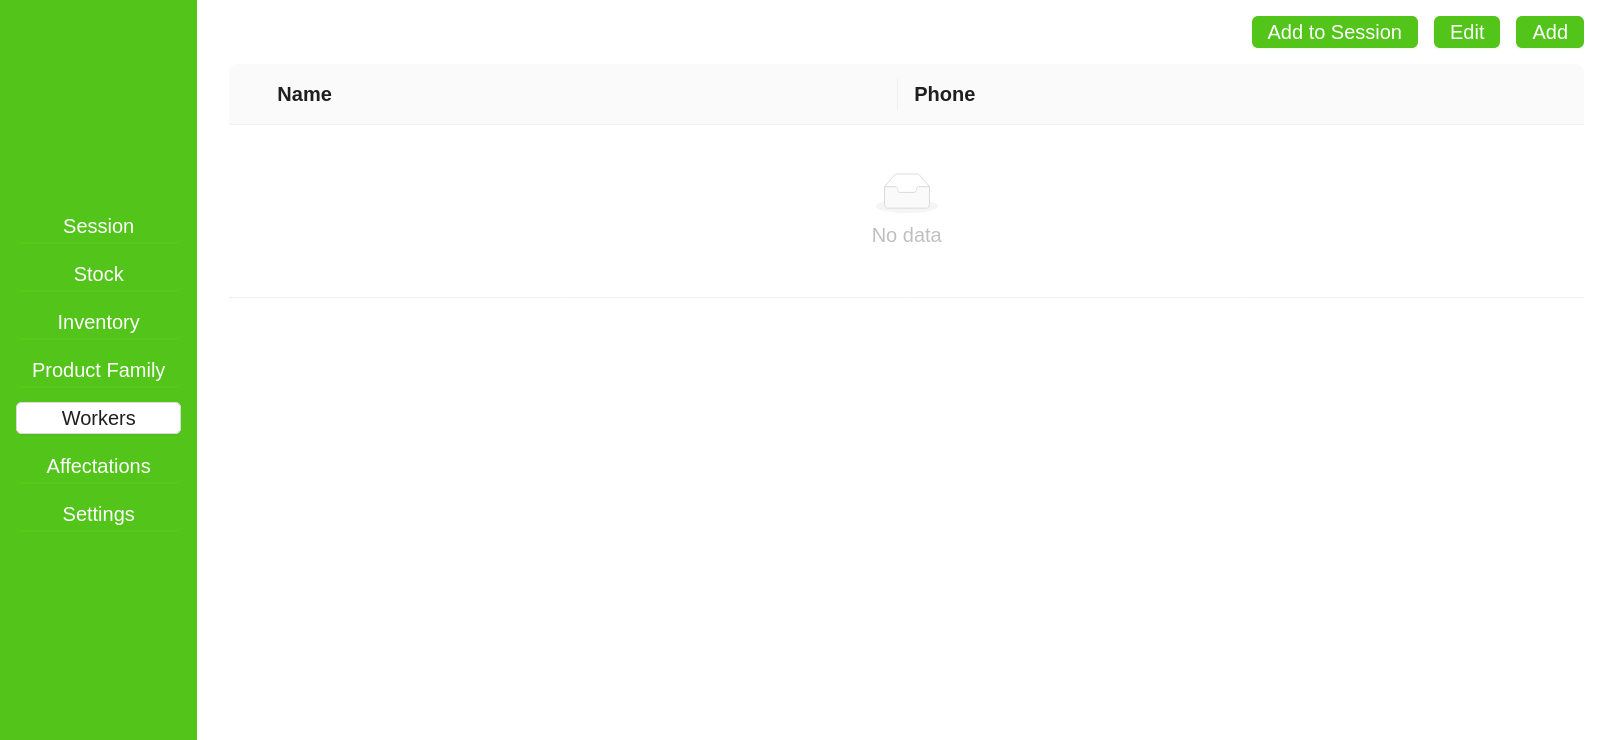 Add to Session
Edit
Add
Name
Phone
No data
Session
Stock
Inventory
Product Family
Workers
Affectations
Settings